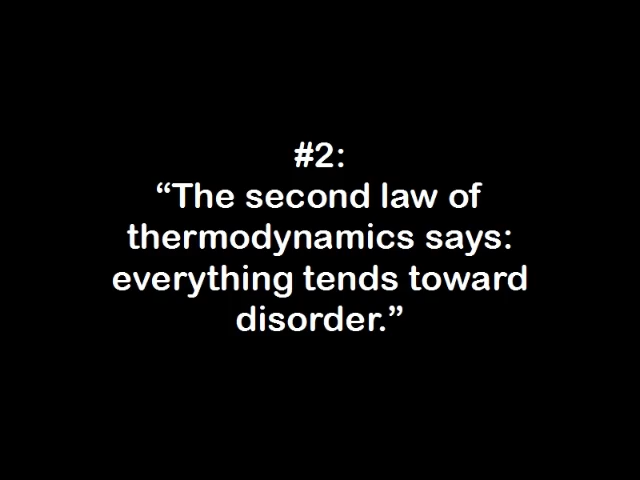 #2:
“The second law of
thermodynamics says:
everything tends toward
disorder.”